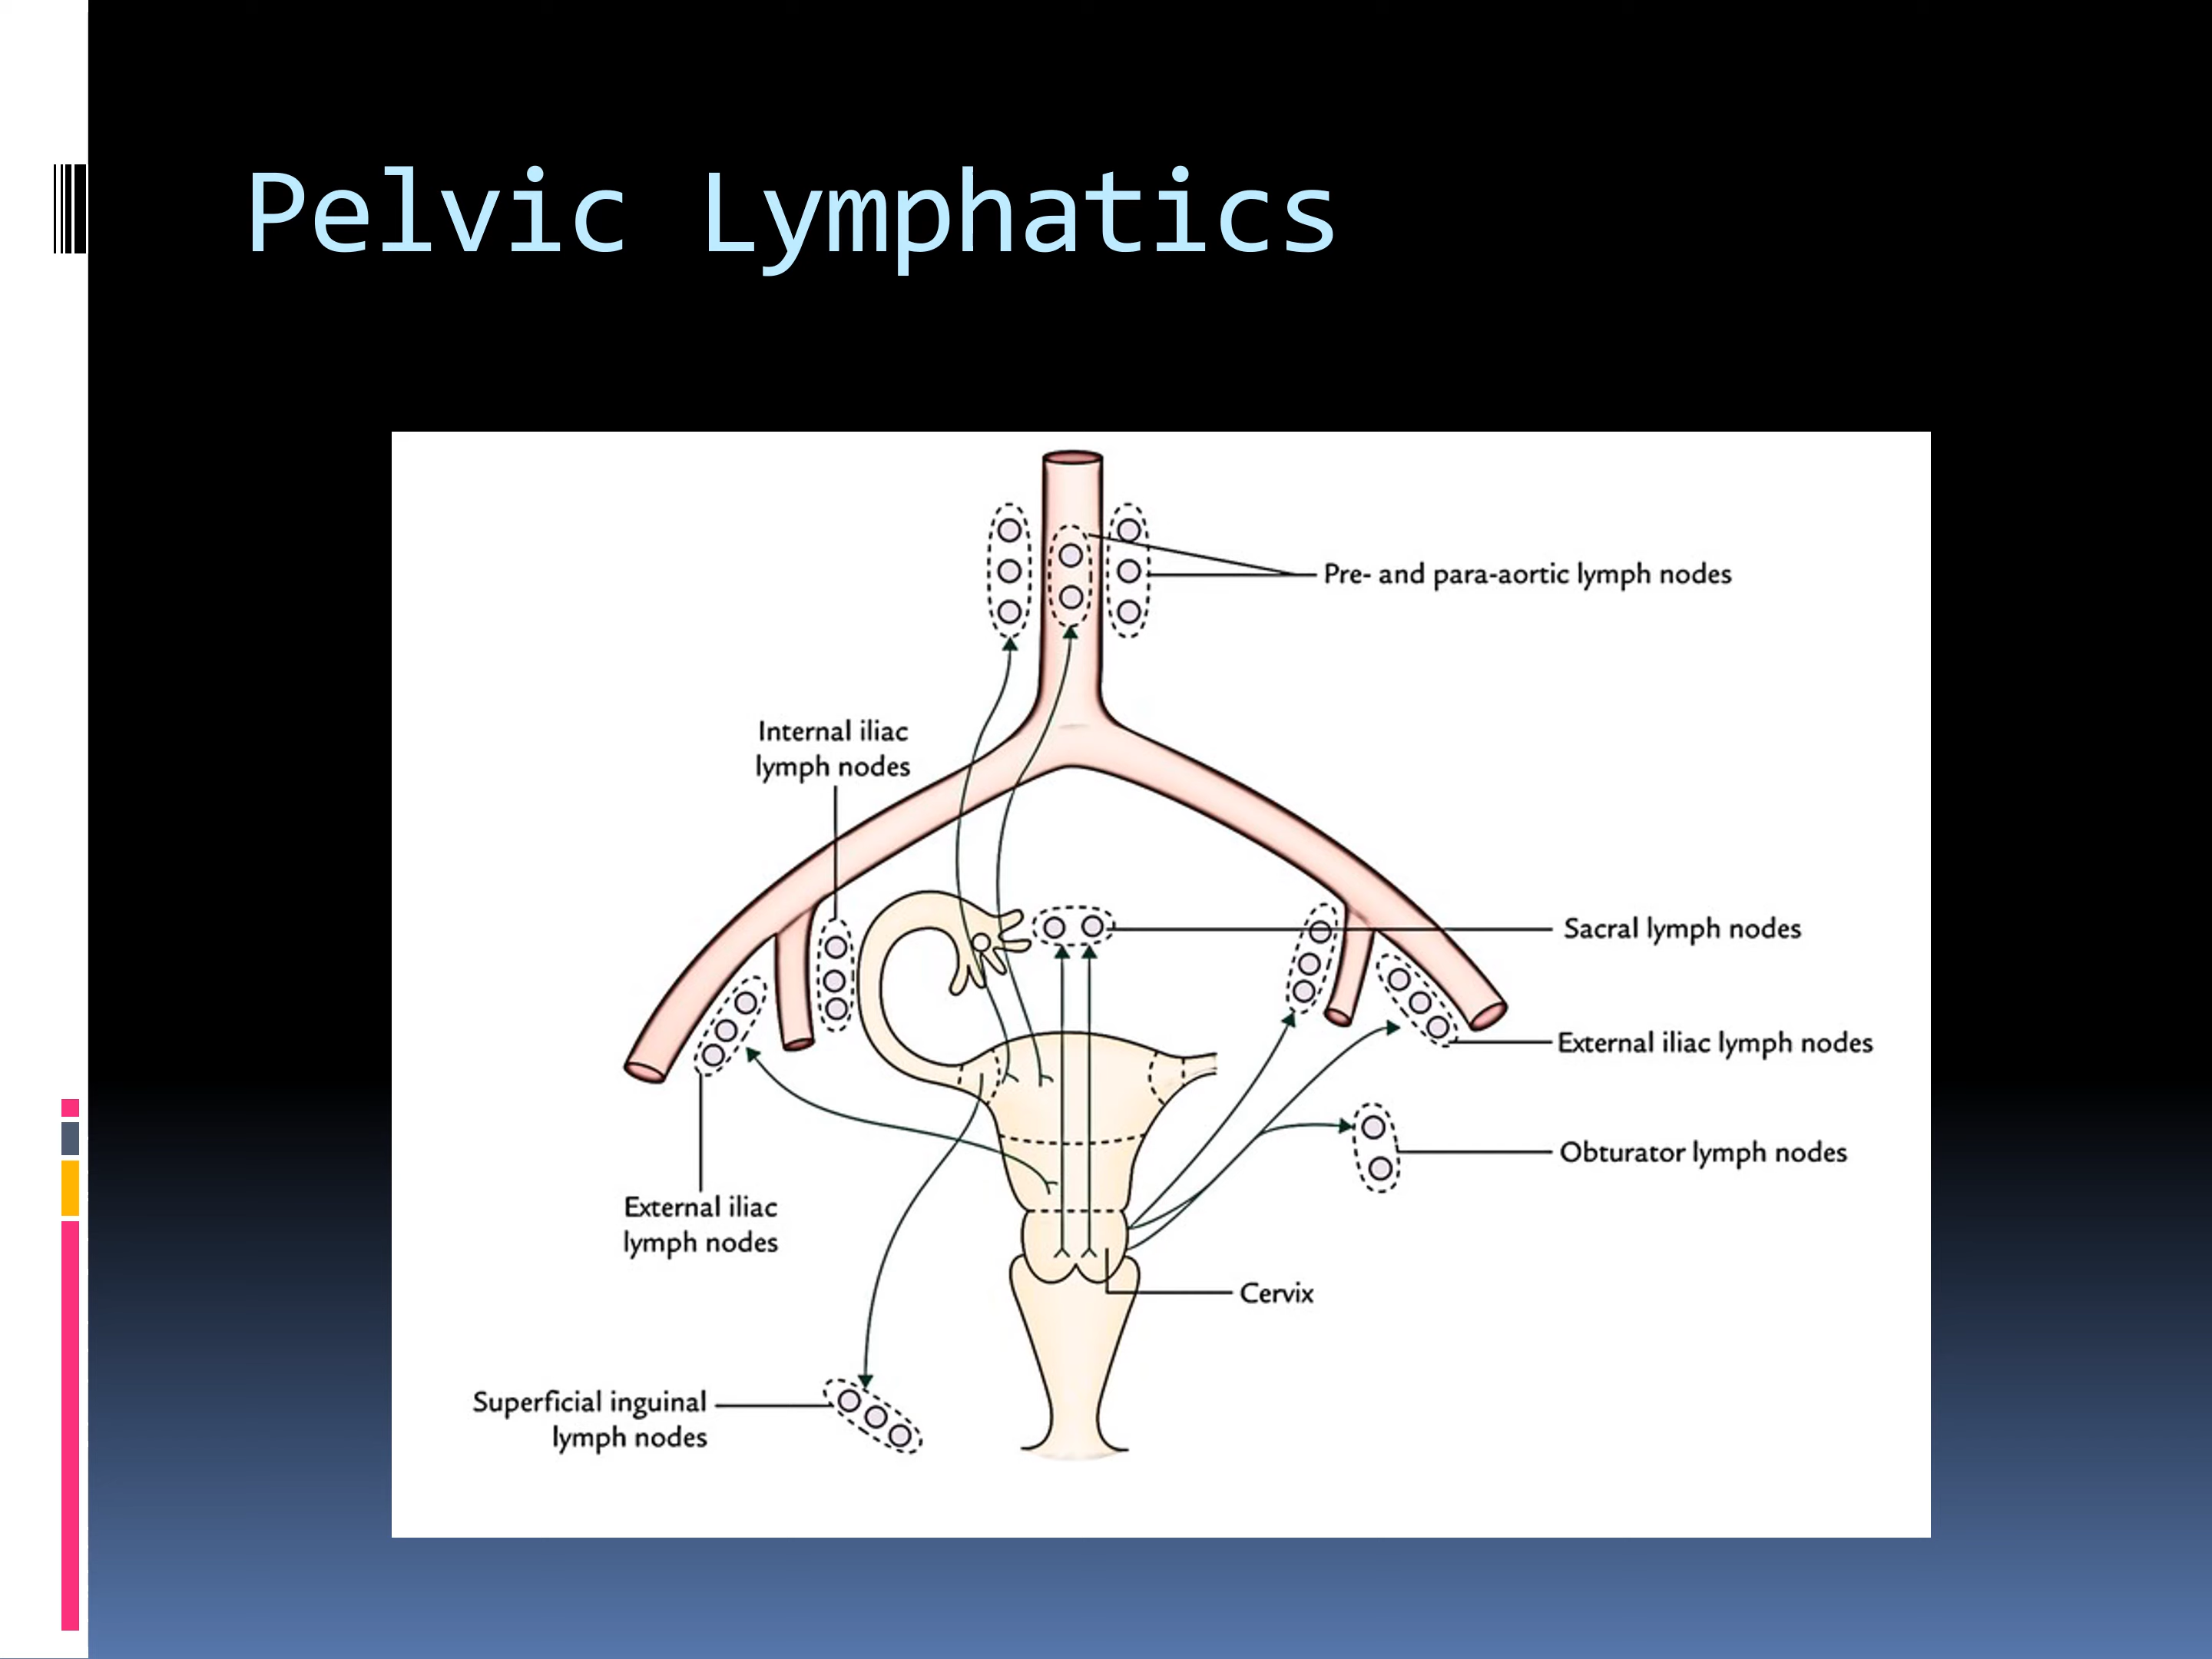 Pelvic Lymphatics
Pre- and para-aortic lymph nodes
Internal iliac
lymph nodes
Sacral lymph nodes
External iliac lymph nodes
Obturator lymph nodes
External iliac
lymph nodes
Cervix
Superficial inguinal
lymph nodes